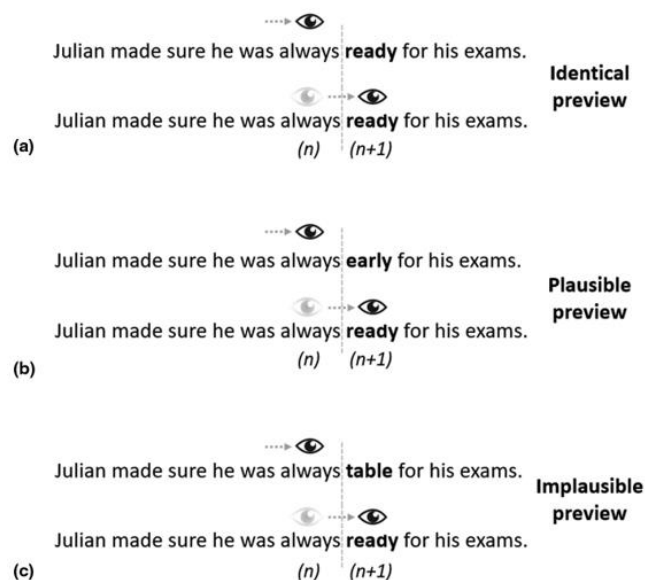 Julian made sure he was always ready for his exams.
Identical
preview
Julian made sure he was always ready for his exams.
(a)
(n) (n+1)
Julian made sure he was always early for his exams.
Plausible
preview
Julian made sure he was always ready for his exams.
(n) (n+1)
(b)
Julian made sure he was always table for his exams.
Implausible
preview
Julian made sure he was always ready for his exams.
(c)
(n) (n+1)